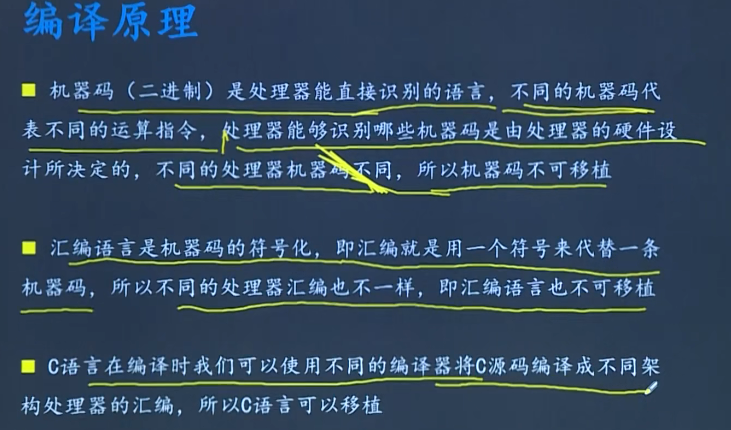 编译原理
机器码（二进制）是处理器能直接识别的语言，不同的机器码代
表不同的运算指令，处理器能够识别哪些机器码是由处理器的硬件设
计所决定的，不同的处理器机器码不同，所以机器码不可移植
汇编语言是机器码的符号化，即汇编就是用一个符号来代替一条
机器码，所以不同的处理器汇编也不一样，即汇编语言也不可移植
C语言在编译时我们可以使用不同的编译器将C源码编译成不同架
构处理器的汇编，所以C语言可以移植